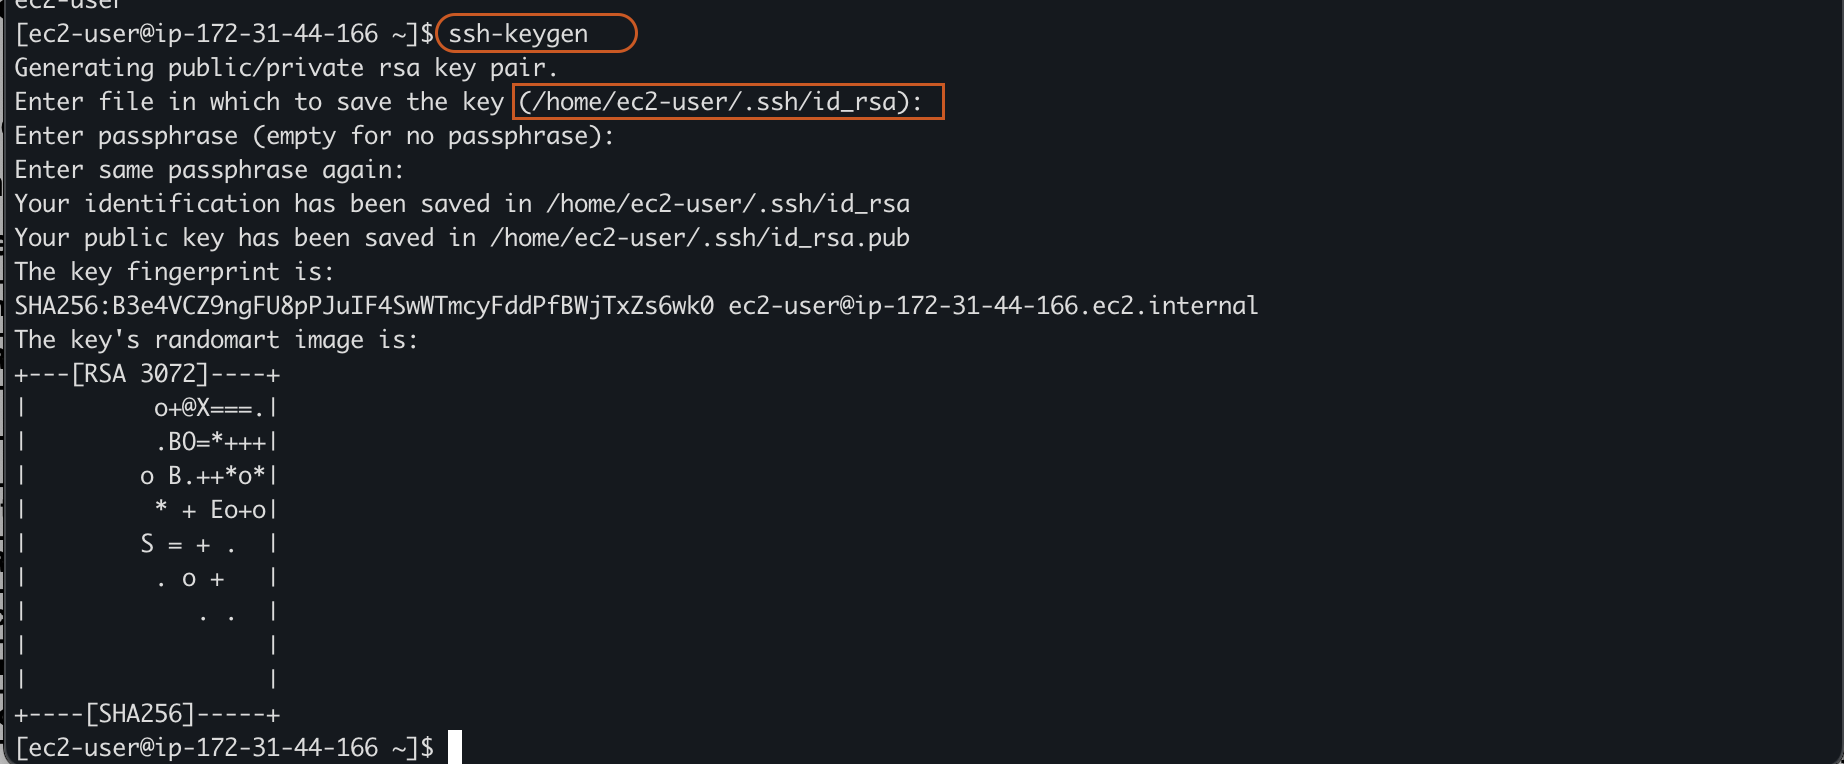 ec2-user
[ec2-user@ip-172-31-44-166 ~]$ ssh-keygen
Generating public/private rsa key pair.
Enter file in which to save the key (/home/ec2-user/.ssh/id_rsa):
Enter passphrase (empty for no passphrase):
Enter same passphrase again:
Your identification has been saved in /home/ec2-user/.ssh/id_rsa
Your public key has been saved in /home/ec2-user/.ssh/id_rsa.pub
The key fingerprint is:
SHA256:B3e4VCZ9ngFU8pPJuIF4SwWTmcyFddPfBWjTxZs6wk0 ec2-user@ip-172-31-44-166.ec2.internal
The key's randomart image is:
+---[RSA 3072]----+
|         o+@X===.|
|         .BO=*+++|
|        o B.++*o*|
|         * + Eo+o|
|        S = + .  |
|         . o +   |
|            . .  |
|                 |
|                 |
+----[SHA256]-----+
[ec2-user@ip-172-31-44-166 ~]$